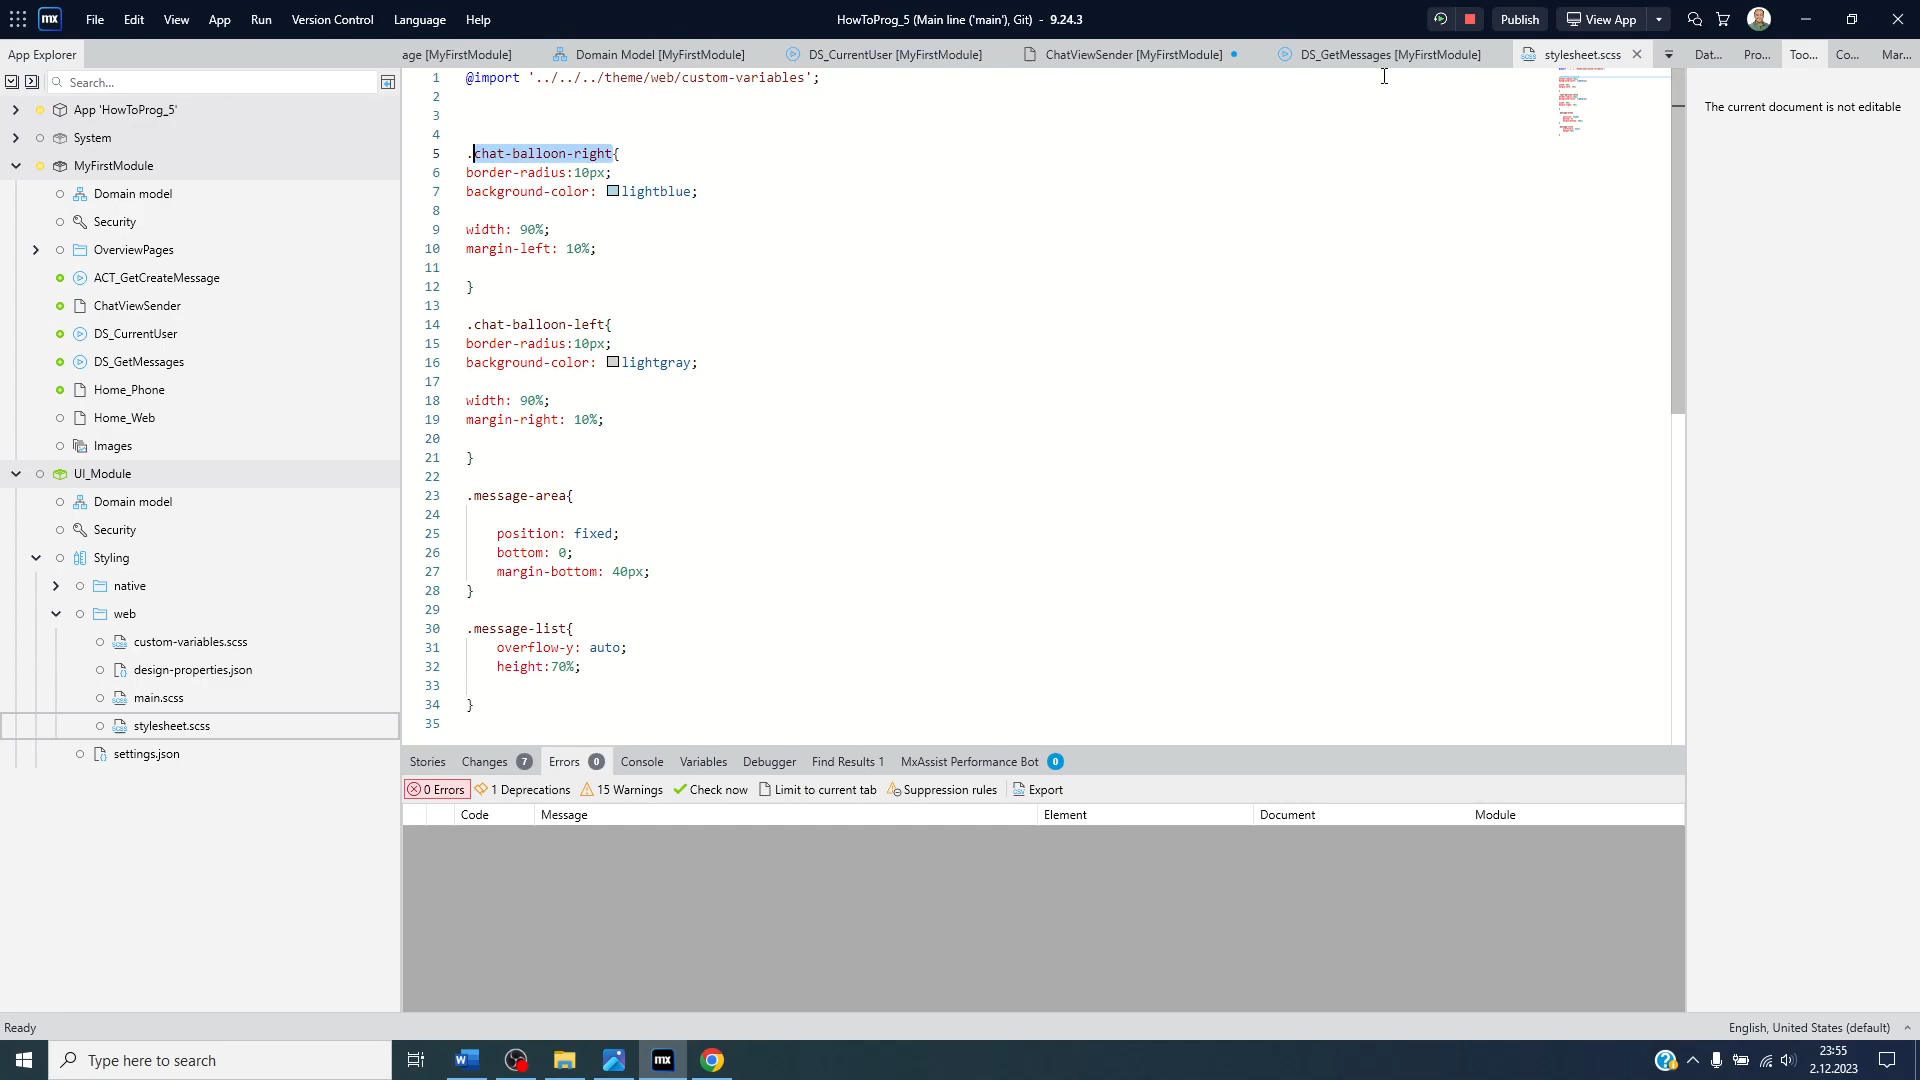 mx File Edit View App Run Version Control Language Help HowToProg_5 (Main line ('main'), Git) - 9.24.3 Publish View App
App Explorer age [MyFirstModule] Domain Model [MyFirstModule] DS_CurrentUser [MyFirstModule] ChatViewSender [MyFirstModule] DS_GetMessages [MyFirstModule] stylesheet.scss Dat... Pro... Too... Co... Mar...
Search...
App 'HowToProg_5'
System
MyFirstModule
Domain model
Security
OverviewPages
ACT_GetCreateMessage
ChatViewSender
DS_CurrentUser
DS_GetMessages
Home_Phone
Home_Web
Images
UI_Module
Domain model
Security
Styling
native
web
custom-variables.scss
design-properties.json
main.scss
stylesheet.scss
settings.json
1 @import '../../../theme/web/custom-variables';
2
3
4
5 .chat-balloon-right{
6 border-radius:10px;
7 background-color: lightblue;
8
9 width: 90%;
10 margin-left: 10%;
11
12 }
13
14 .chat-balloon-left{
15 border-radius:10px;
16 background-color: lightgray;
17
18 width: 90%;
19 margin-right: 10%;
20
21 }
22
23 .message-area{
24
25 position: fixed;
26 bottom: 0;
27 margin-bottom: 40px;
28 }
29
30 .message-list{
31 overflow-y: auto;
32 height:70%;
33
34 }
35
The current document is not editable
Stories Changes 7 Errors 0 Console Variables Debugger Find Results 1 MxAssist Performance Bot 0
0 Errors 1 Deprecations 15 Warnings Check now Limit to current tab Suppression rules Export
Code Message Element Document Module
Ready English, United States (default)
Type here to search 23:55
2.12.2023